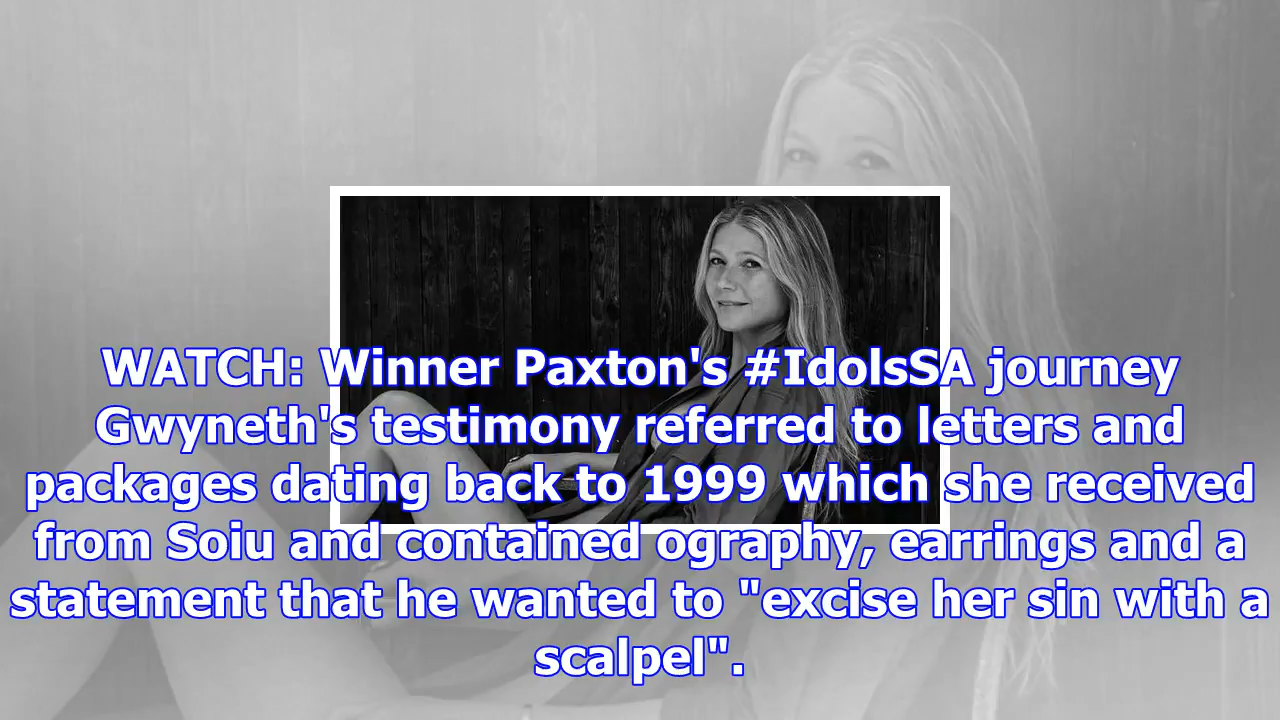 WATCH: Winner Paxton's #IdolsSA journey
Gwyneth's testimony referred to letters and
packages dating back to 1999 which she received
from Soiu and contained ography, earrings and a
statement that he wanted to "excise her sin with a
scalpel".